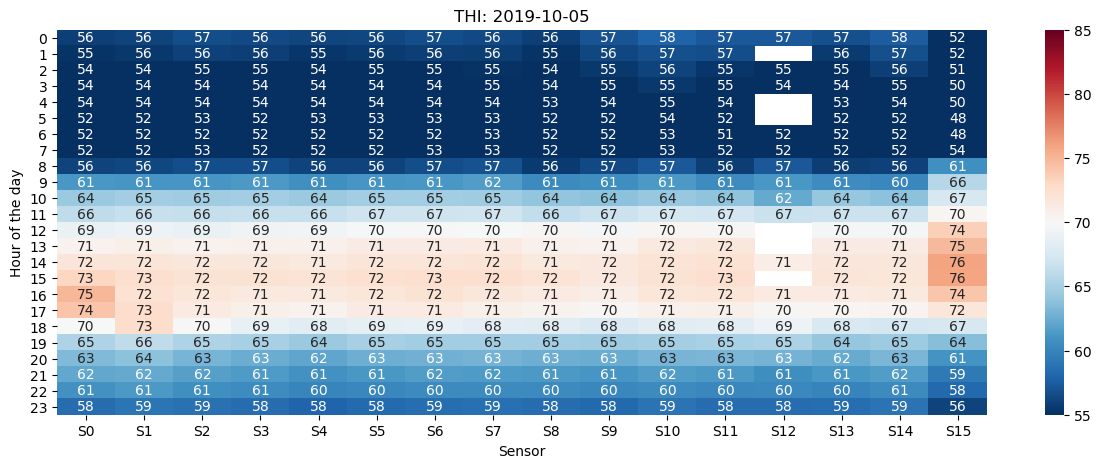 THI: 2019-10-05
0 56 56 57 56 56 56 57 56 56 57 58 57 57 57 58 52
1 55 56 56 56 55 56 56 56 55 56 57 57 56 57 52
2 54 54 55 55 54 55 55 55 54 55 56 55 55 55 56 51
3 54 54 54 54 54 54 55 55 54 54 55 55 54 54 55 50
4 54 54 54 54 54 54 54 54 53 54 55 54 53 54 50
5 52 52 53 52 53 53 53 53 52 52 54 52 52 52 48
6 52 52 52 52 52 52 52 53 52 52 53 51 52 52 52 48
7 52 52 53 52 52 52 53 53 52 52 53 52 52 52 52 54
8 56 56 57 57 56 56 57 57 56 57 57 56 57 56 56 61
9 61 61 61 61 61 61 61 62 61 61 61 61 61 61 60 66
10 64 65 65 65 64 65 65 65 64 64 64 64 62 64 64 67
11 66 66 66 66 66 67 67 67 66 67 67 67 67 67 67 70
12 69 69 69 69 69 70 70 70 70 70 70 70 70 70 74
13 71 71 71 71 71 71 71 71 71 71 72 72 71 71 75
14 72 72 72 72 71 72 72 72 71 72 72 72 71 72 72 76
15 73 73 72 72 72 72 73 72 72 72 72 73 72 72 76
16 75 72 72 71 71 72 72 72 71 71 72 72 71 71 71 74
17 74 73 71 71 71 71 71 71 71 70 71 71 70 70 70 72
18 70 73 70 69 68 69 69 68 68 68 68 68 69 68 67 67
19 65 66 65 65 64 65 65 65 65 65 65 65 65 64 65 64
20 63 64 63 63 62 63 63 63 63 63 63 63 63 62 63 61
21 62 62 62 61 61 61 62 62 61 61 62 61 61 61 62 59
22 61 61 61 61 60 60 61 60 60 60 60 60 60 60 61 58
23 58 59 59 58 58 58 59 59 58 58 59 58 58 59 59 56
S0 S1 S2 S3 S4 S5 S6 S7 S8 S9 S10 S11 S12 S13 S14 S15
Sensor
Hour of the day
85
80
75
70
65
60
55